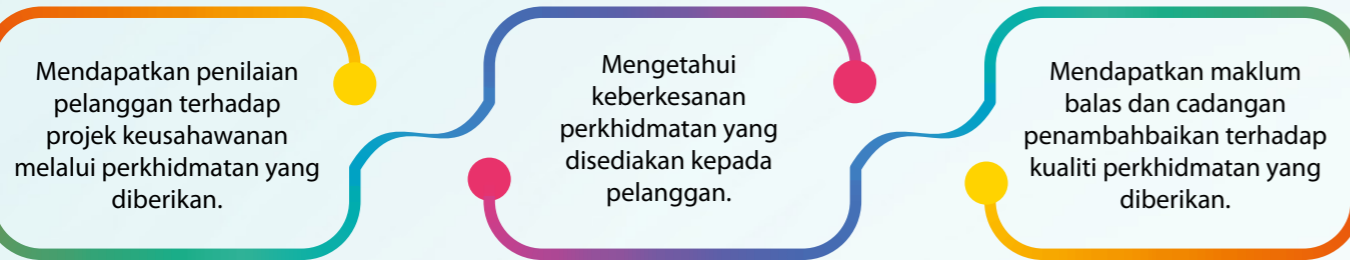 Mendapatkan penilaian
pelanggan terhadap
projek keusahawanan
melalui perkhidmatan yang
diberikan.
Mengetahui
keberkesanan
perkhidmatan yang
disediakan kepada
pelanggan.
Mendapatkan maklum
balas dan cadangan
penambahbaikan terhadap
kualiti perkhidmatan yang
diberikan.